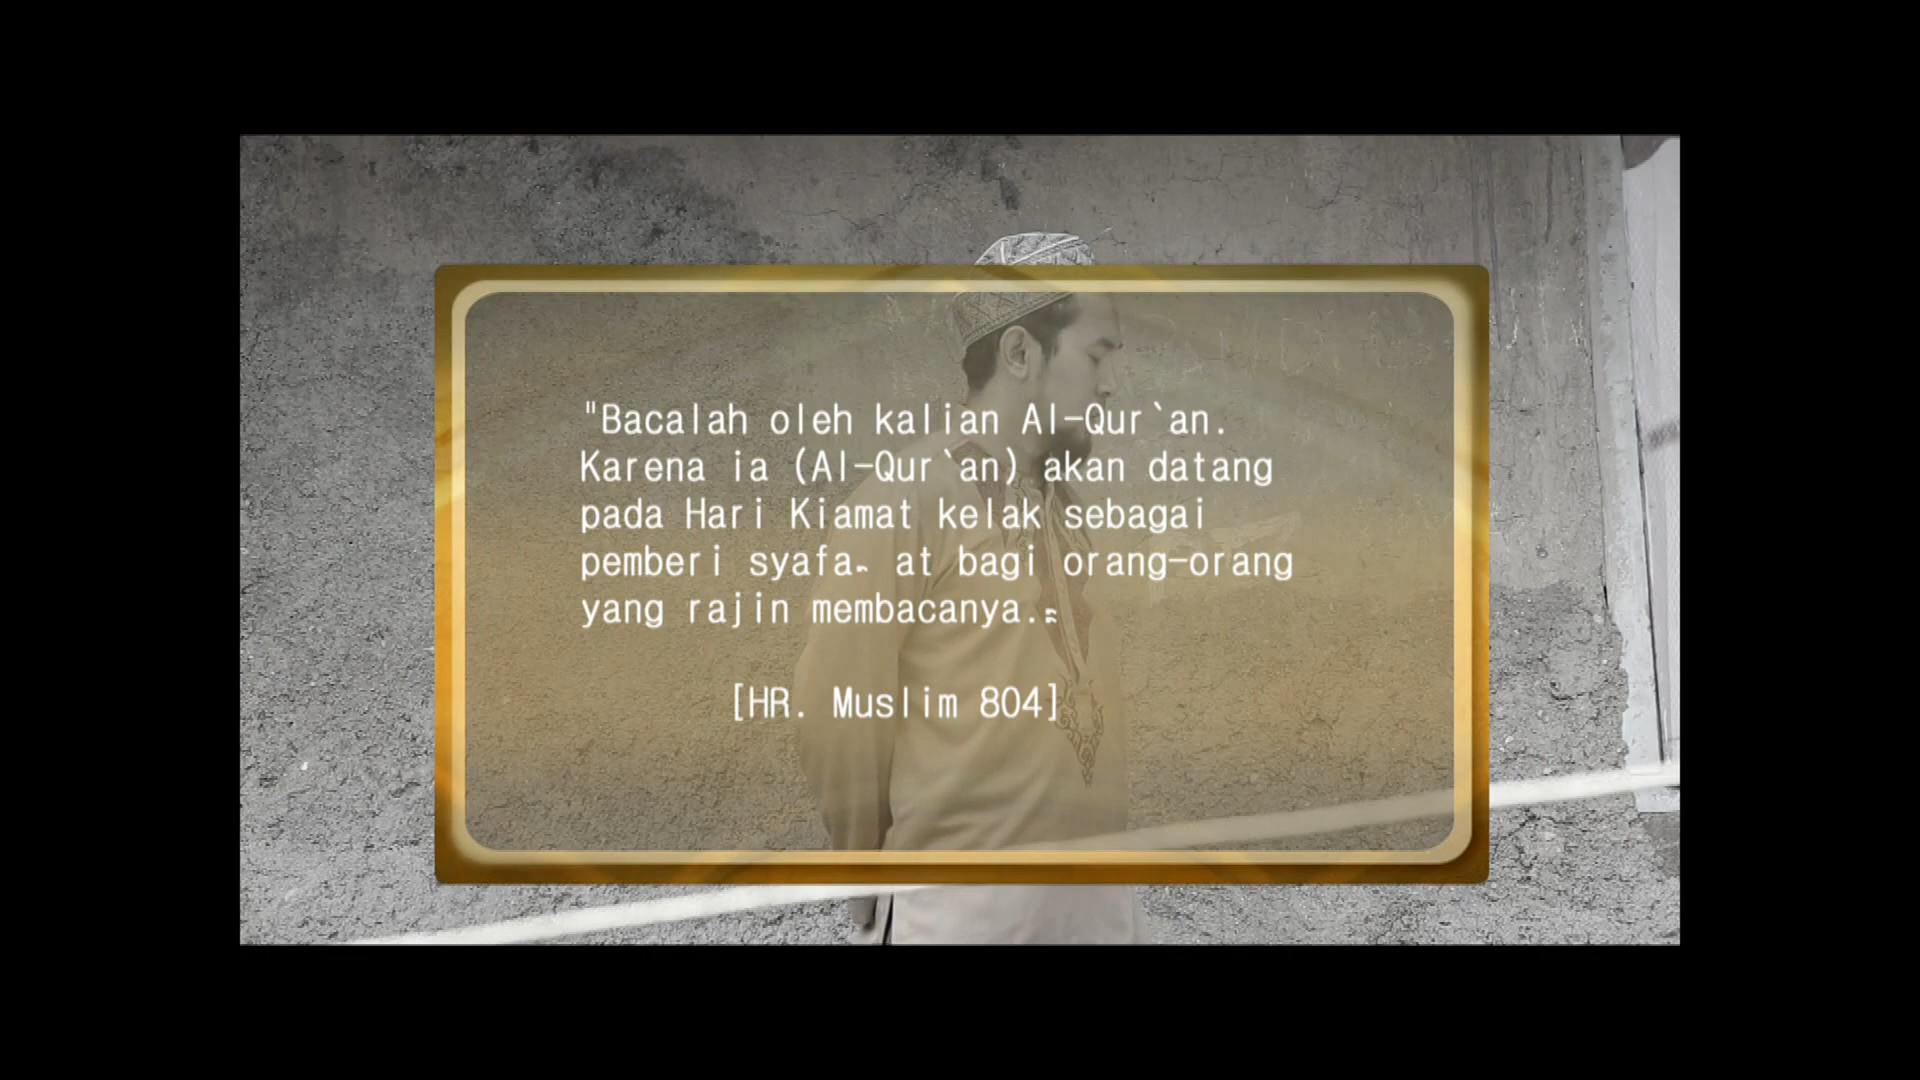 "Bacalah oleh kalian Al-Qur`an.
Karena ia (Al-Qur`an) akan datang
pada Hari Kiamat kelak sebagai
pemberi syafa at bagi orang-orang
yang rajin membacanya.
[HR. Muslim 804]